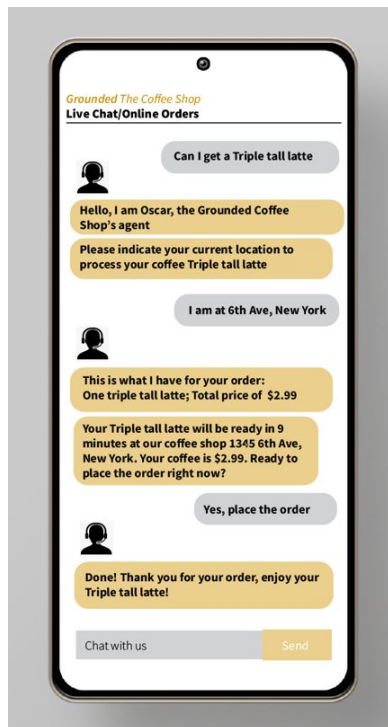 Grounded The Coffee Shop
Live Chat/Online Orders
Can I get a Triple tall latte
Hello, I am Oscar, the Grounded Coffee
Shop's agent
Please indicate your current location to
process your coffee Triple tall latte
I am at 6th Ave, New York
This is what I have for your order:
One triple tall latte; Total price of $2.99
Your Triple tall latte will be ready in 9
minutes at our coffee shop 1345 6th Ave,
New York. Your coffee is $2.99. Ready to
place the order right now?
Yes, place the order
Done! Thank you for your order, enjoy your
Triple tall latte!
Chat with us
Send